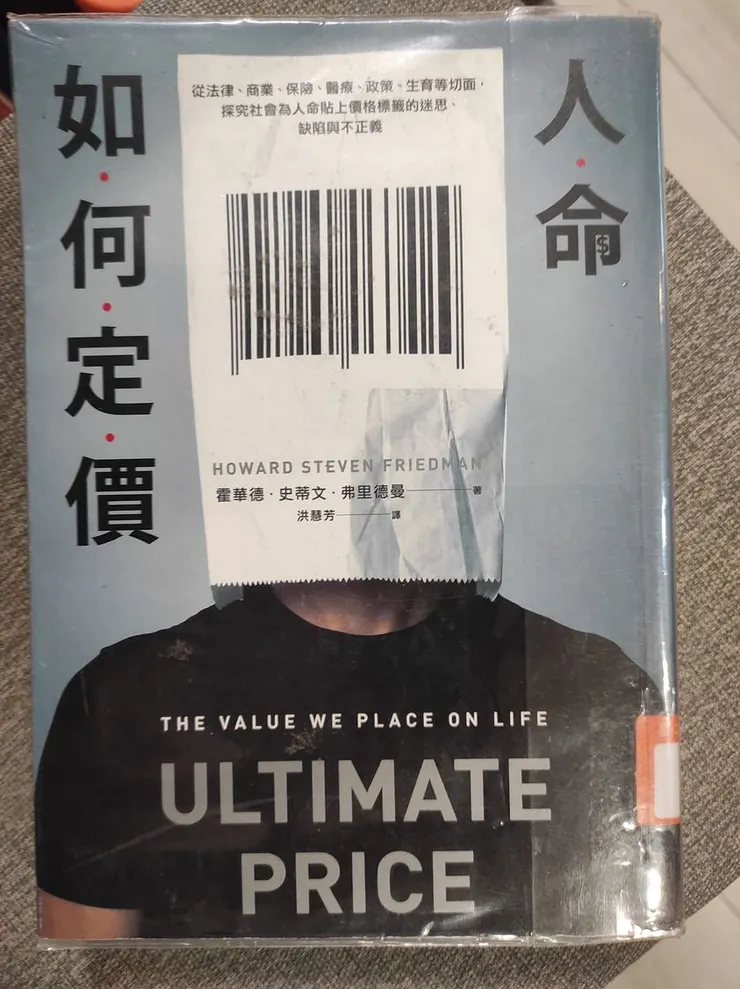 人·命
如·何·定·價
從法律、商業、保險、醫療、政策、生育等切面，
探究社會為人命貼上價格標籤的迷思、
缺陷與不正義
HOWARD STEVEN FRIEDMAN
霍華德·史蒂文·弗里德曼——著
洪慧芳——譯
THE VALUE WE PLACE ON LIFE
ULTIMATE
PRICE